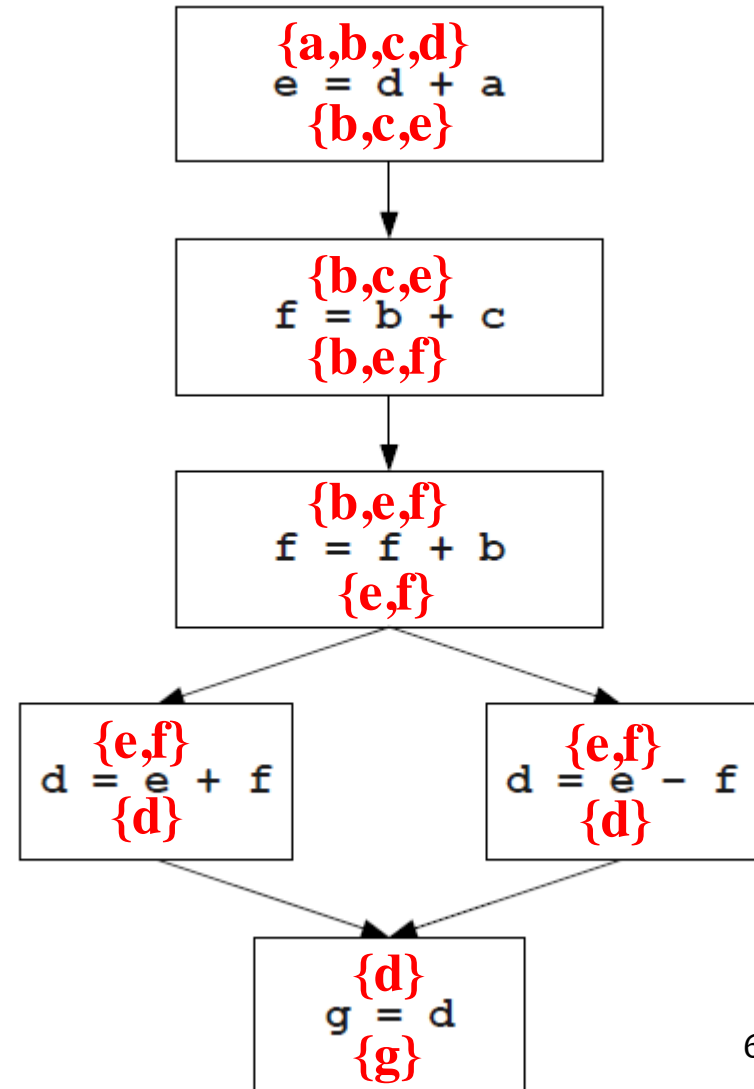 {a,b,c,d}
e = d + a
{b,c,e}
{b,c,e}
f = b + c
{b,e,f}
{b,e,f}
f = f + b
{e,f}
{e,f}
d = e + f
{d}
{e,f}
d = e - f
{d}
{d}
g = d
{g}
6